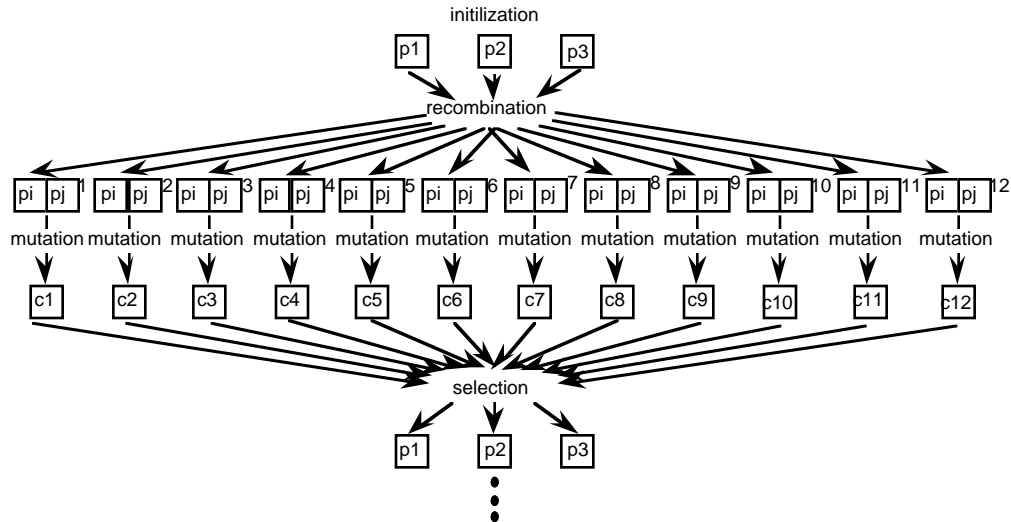 initilization
p1 p2 p3
recombination
pi pj 1 pi pj 2 pi pj 3 pi pj 4 pi pj 5 pi pj 6 pi pj 7 pi pj 8 pi pj 9 pi pj 10 pi pj 11 pi pj 12
mutation mutation mutation mutation mutation mutation mutation mutation mutation mutation mutation mutation
c1 c2 c3 c4 c5 c6 c7 c8 c9 c10 c11 c12
selection
p1 p2 p3